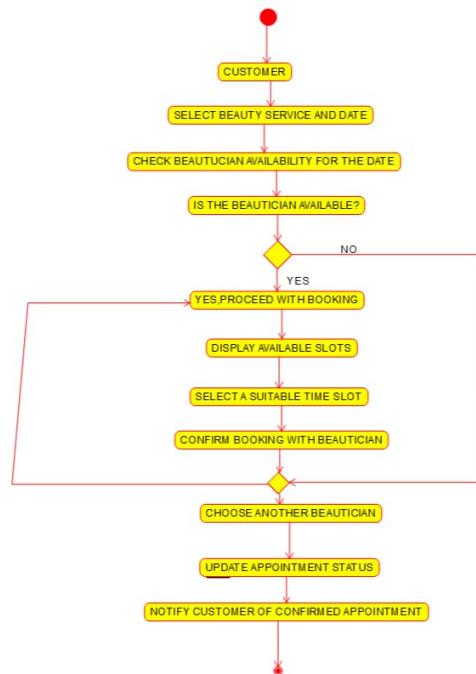 CUSTOMER
SELECT BEAUTY SERVICE AND DATE
CHECK BEAUTUCIAN AVAILABILITY FOR THE DATE
IS THE BEAUTICIAN AVAILABLE?
NO
YES
YES,PROCEED WITH BOOKING
DISPLAY AVAILABLE SLOTS
SELECT A SUITABLE TIME SLOT
CONFIRM BOOKING WITH BEAUTICIAN
CHOOSE ANOTHER BEAUTICIAN
UPDATE APPOINTMENT STATUS
NOTIFY CUSTOMER OF CONFIRMED APPOINTMENT